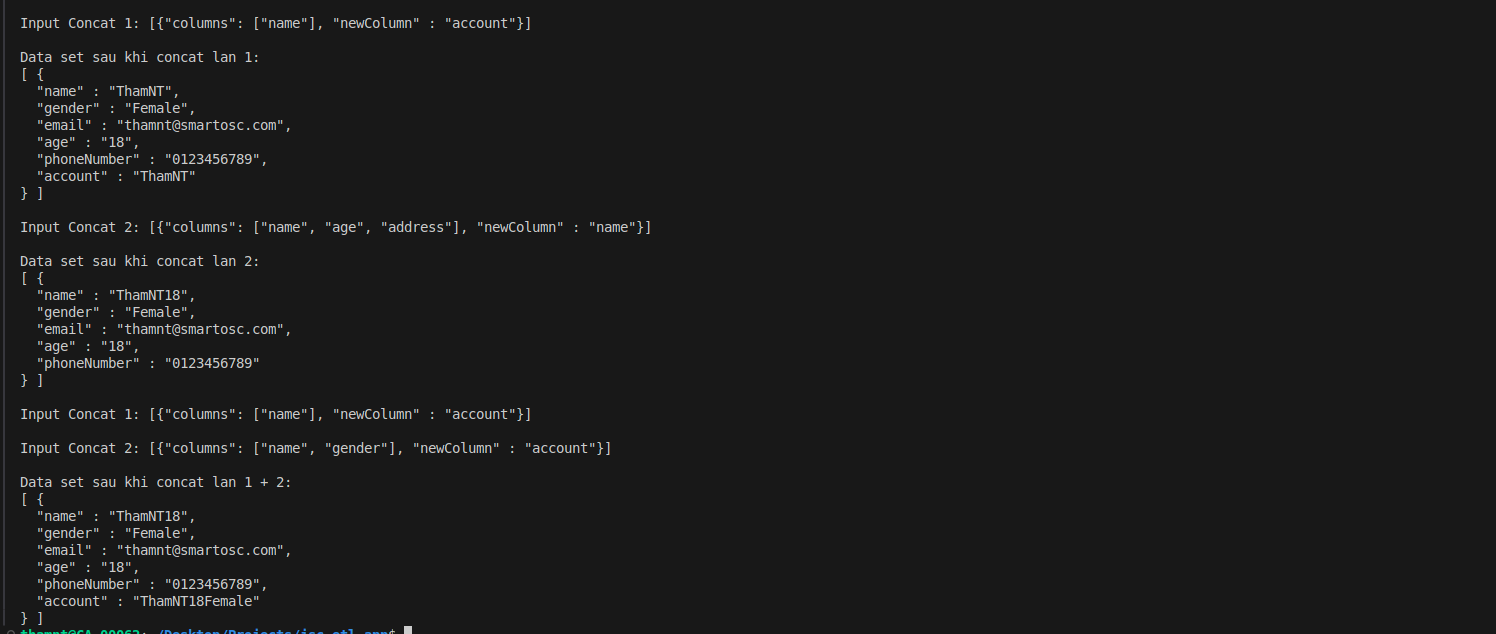 Input Concat 1: [{"columns": ["name"], "newColumn" : "account"}]
Data set sau khi concat lan 1:
[ {
"name" : "ThamNT",
"gender" : "Female",
"email" : "thamnt@smartosc.com",
"age" : "18",
"phoneNumber" : "0123456789",
"account" : "ThamNT"
} ]
Input Concat 2: [{"columns": ["name", "age", "address"], "newColumn" : "name"}]
Data set sau khi concat lan 2:
[ {
"name" : "ThamNT18",
"gender" : "Female",
"email" : "thamnt@smartosc.com",
"age" : "18",
"phoneNumber" : "0123456789"
} ]
Input Concat 1: [{"columns": ["name"], "newColumn" : "account"}]
Input Concat 2: [{"columns": ["name", "gender"], "newColumn" : "account"}]
Data set sau khi concat lan 1 + 2:
[ {
"name" : "ThamNT18",
"gender" : "Female",
"email" : "thamnt@smartosc.com",
"age" : "18",
"phoneNumber" : "0123456789",
"account" : "ThamNT18Female"
} ]